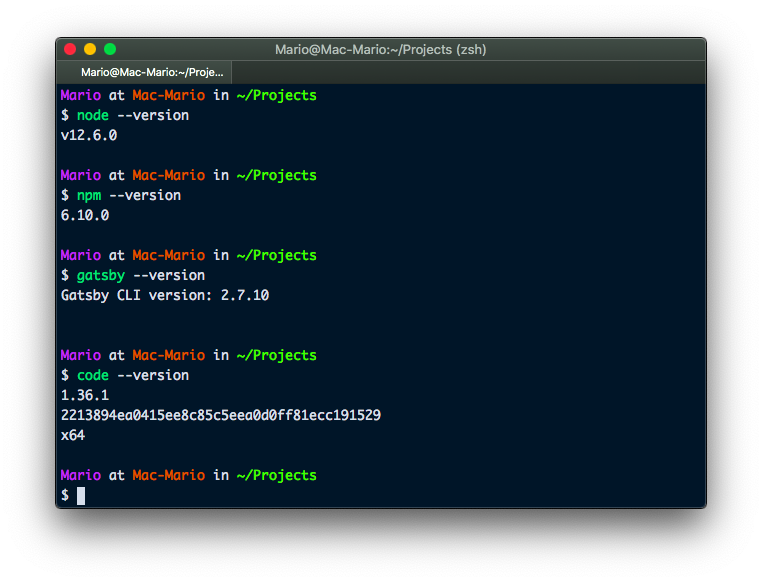 Mario@Mac-Mario:~/Projects (zsh)
Mario@Mac-Mario:~/Proje...
Mario at Mac-Mario in ~/Projects
$ node --version
v12.6.0
Mario at Mac-Mario in ~/Projects
$ npm --version
6.10.0
Mario at Mac-Mario in ~/Projects
$ gatsby --version
Gatsby CLI version: 2.7.10
Mario at Mac-Mario in ~/Projects
$ code --version
1.36.1
2213894ea0415ee8c85c5eea0d0ff81ecc191529
x64
Mario at Mac-Mario in ~/Projects
$